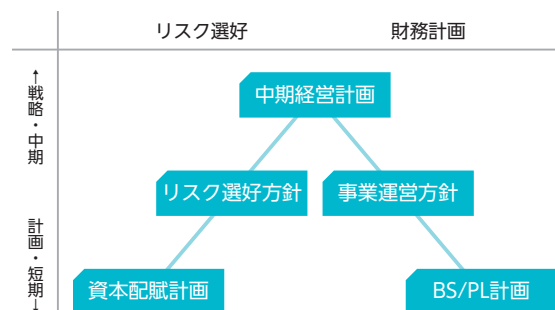 リスク選好
財務計画
←戦略・中期
計画・短期→
中期経営計画
リスク選好方針
事業運営方針
資本配賦計画
BS/PL計画